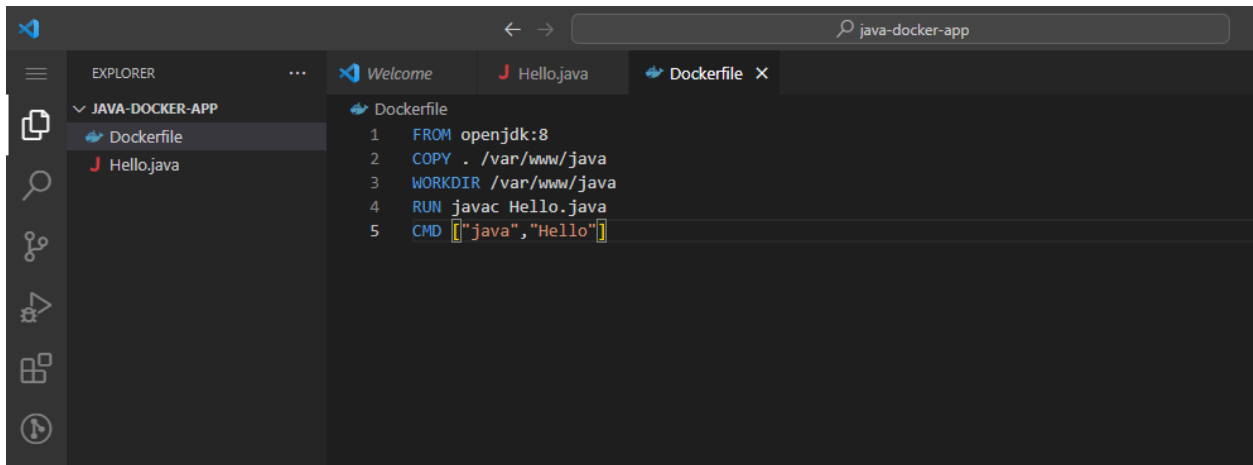 java-docker-app
EXPLORER ...
Welcome Hello.java Dockerfile
JAVA-DOCKER-APP
Dockerfile
Hello.java
Dockerfile
1 FROM openjdk:8
2 COPY . /var/www/java
3 WORKDIR /var/www/java
4 RUN javac Hello.java
5 CMD ["java","Hello"]